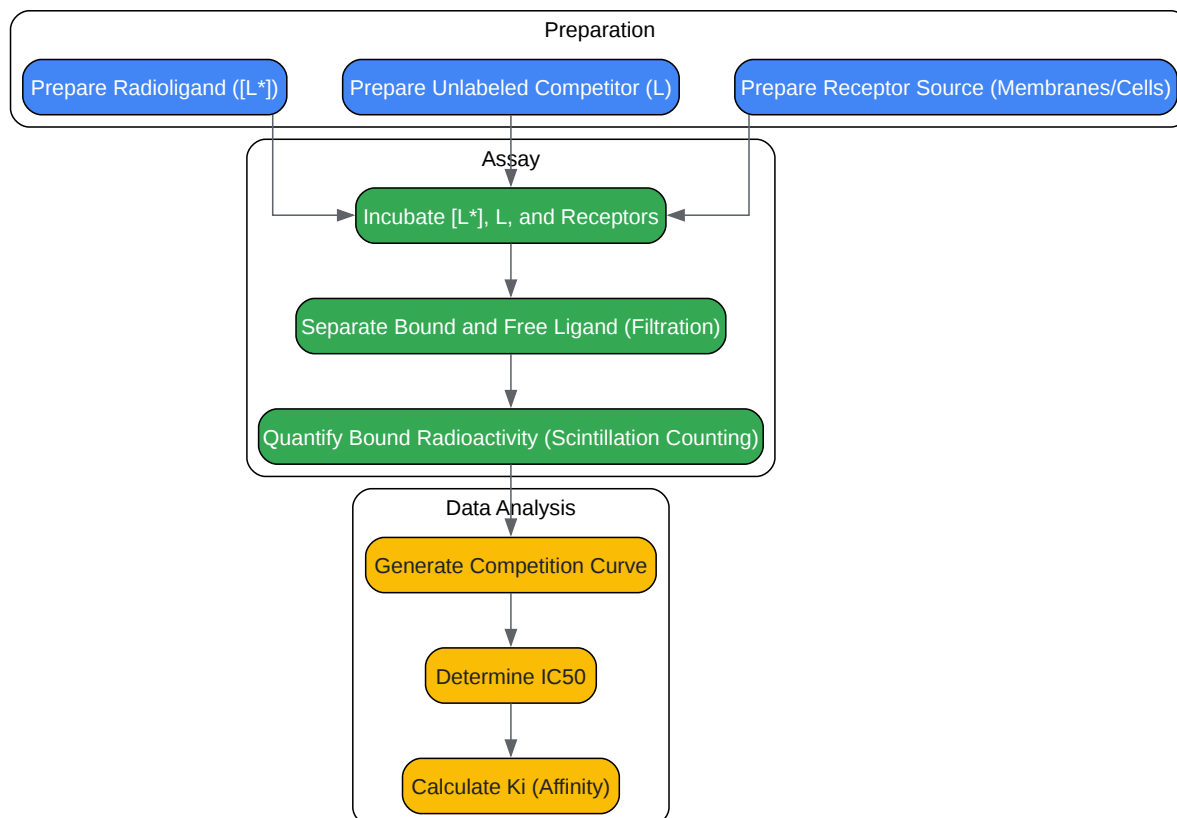 Preparation
Prepare Radioligand ([L*])
Prepare Unlabeled Competitor (L)
Prepare Receptor Source (Membranes/Cells)
Assay
Incubate [L*], L, and Receptors
Separate Bound and Free Ligand (Filtration)
Quantify Bound Radioactivity (Scintillation Counting)
Data Analysis
Generate Competition Curve
Determine IC50
Calculate Ki (Affinity)